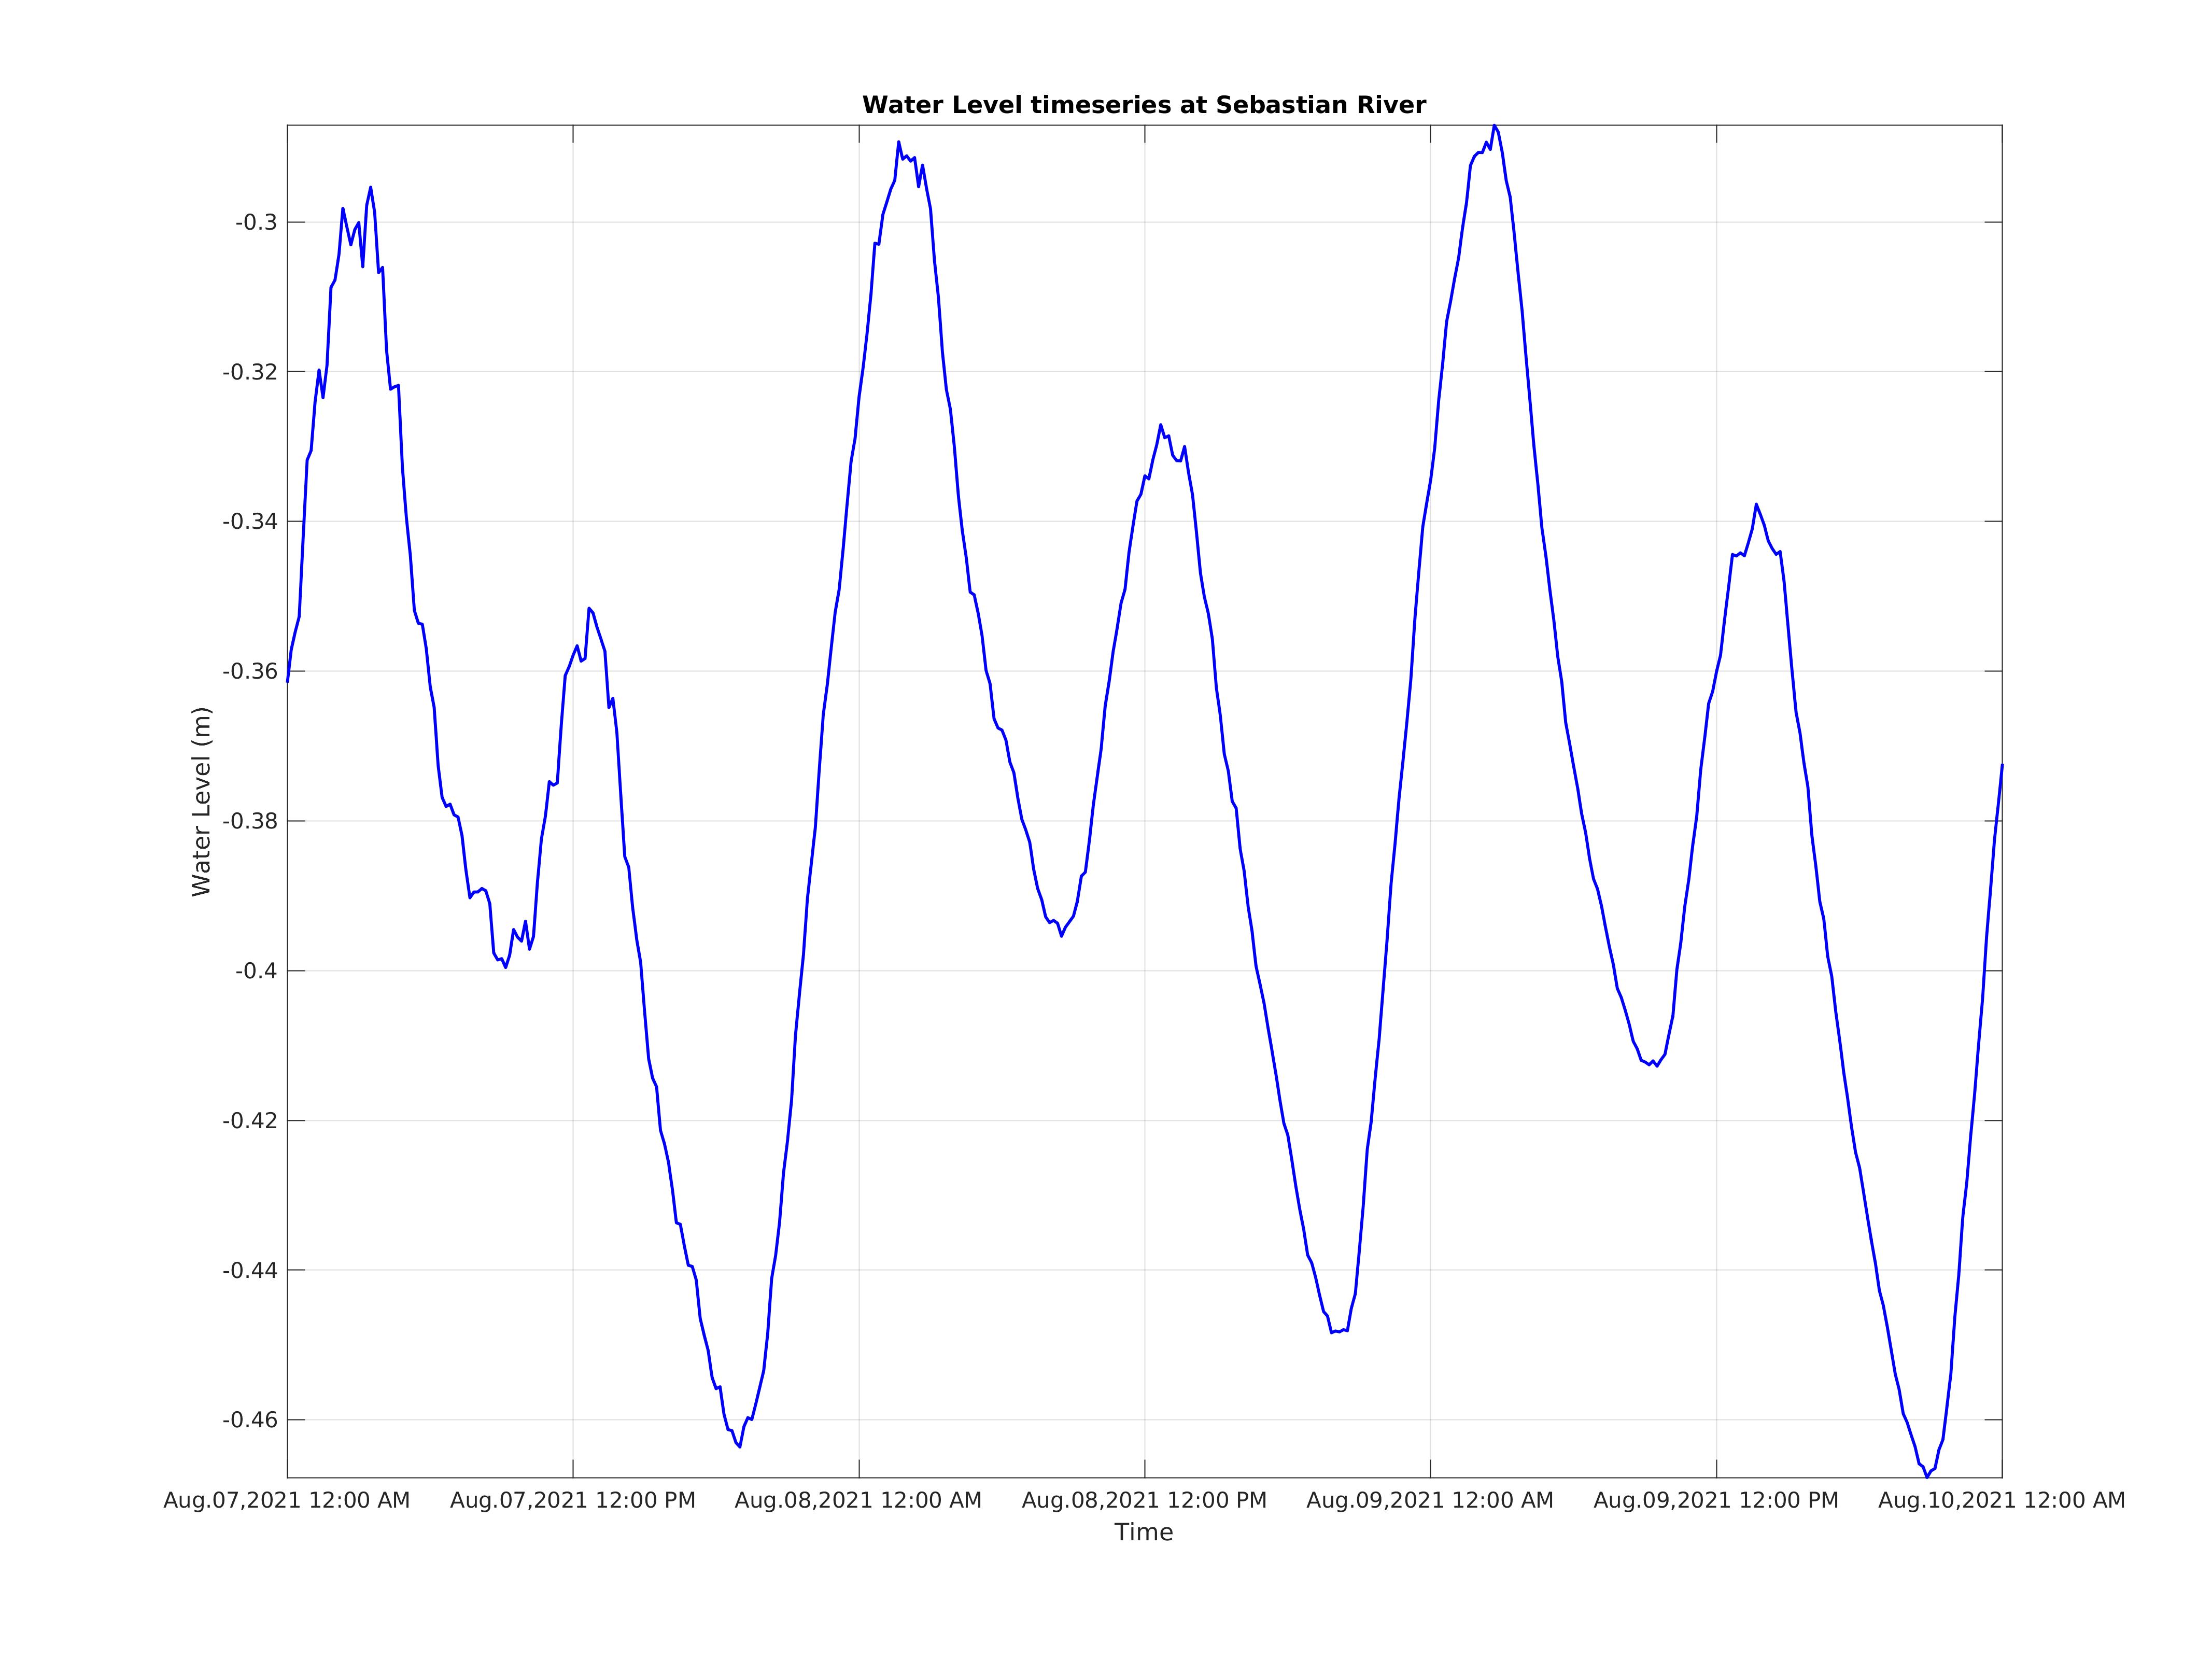 Water Level timeseries at Sebastian River
-0.3
-0.32
-0.34
-0.36
-0.38
-0.4
-0.42
-0.44
-0.46
Water Level (m)
Aug.07,2021 12:00 AM Aug.07,2021 12:00 PM Aug.08,2021 12:00 AM Aug.08,2021 12:00 PM Aug.09,2021 12:00 AM Aug.09,2021 12:00 PM Aug.10,2021 12:00 AM
Time